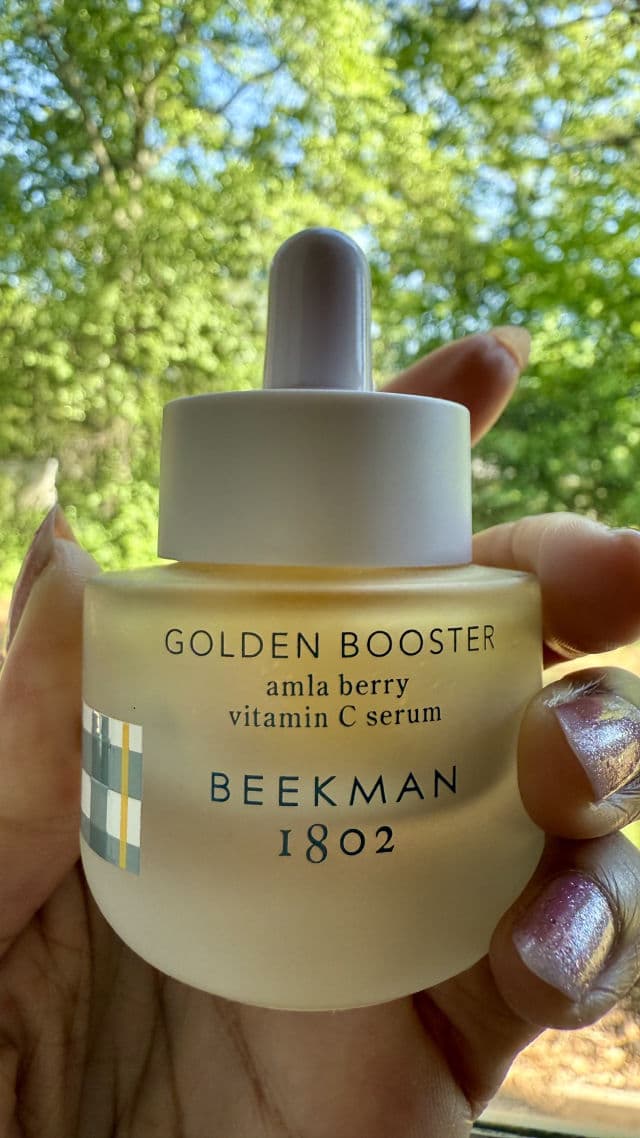 GOLDEN BOOSTER
amla berry
vitamin C serum
BEEKMAN
1802